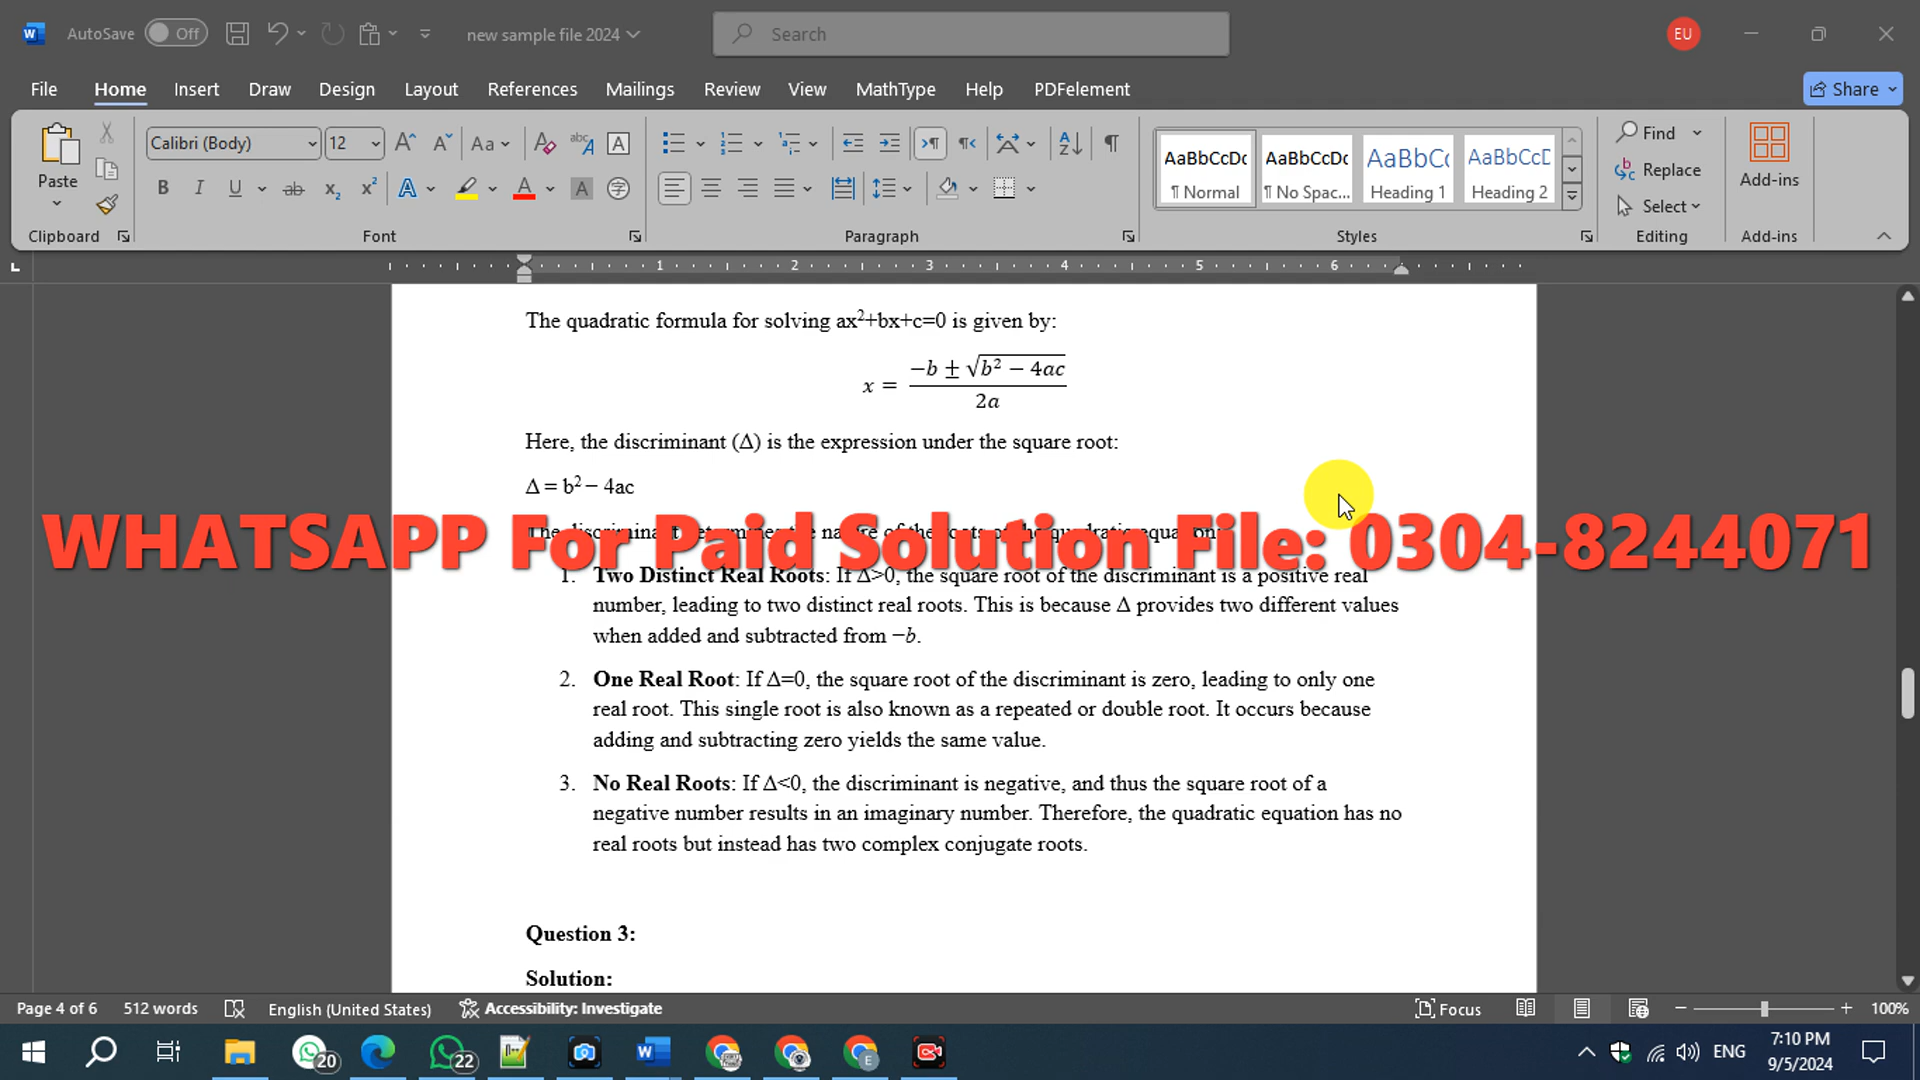 AutoSave Off new sample file 2024 Search EU
File Home Insert Draw Design Layout References Mailings Review View MathType Help PDFelement Share
Paste Calibri (Body) 12 Aa AaBbCcDc AaBbCcDc AaBbC AaBbCcD Find Replace Select Add-ins
¶ Normal ¶ No Spac... Heading 1 Heading 2
Clipboard Font Paragraph Styles Editing Add-ins
1 2 3 4 5 6
The quadratic formula for solving ax²+bx+c=0 is given by:
x = (−b ± √(b² − 4ac)) / 2a
Here, the discriminant (Δ) is the expression under the square root:
Δ = b² − 4ac
WHATSAPP For Paid Solution File: 0304-8244071
1. Two Distinct Real Roots: If Δ>0, the square root of the discriminant is a positive real
number, leading to two distinct real roots. This is because Δ provides two different values
when added and subtracted from −b.
2. One Real Root: If Δ=0, the square root of the discriminant is zero, leading to only one
real root. This single root is also known as a repeated or double root. It occurs because
adding and subtracting zero yields the same value.
3. No Real Roots: If Δ<0, the discriminant is negative, and thus the square root of a
negative number results in an imaginary number. Therefore, the quadratic equation has no
real roots but instead has two complex conjugate roots.
Question 3:
Solution:
Page 4 of 6 512 words English (United States) Accessibility: Investigate Focus 100%
20 22 ENG 7:10 PM
9/5/2024